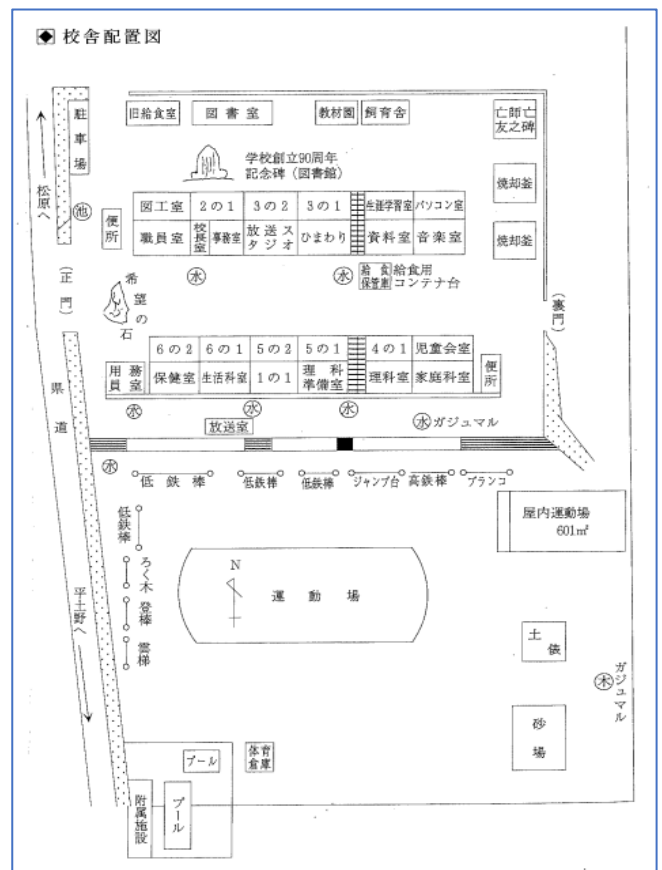 ◆ 校舎配置図
駐車場
旧給食室
図書室
教材園
飼育舎
亡師亡
友之碑
学校創立90周年
記念碑（図書館）
松原へ
池
便所
焼却釜
焼却釜
図工室
2の1
3の2
3の1
生涯学習室
パソコン室
職員室
校長室
事務室
放送ス
タジオ
ひまわり
資料室
音楽室
水
水
給食
保管庫
給食用
コンテナ台
（正門）
希望の石
（裏門）
県道
6の2
6の1
5の2
5の1
4の1
児童会室
用務
員室
保健室
生活科室
1の1
理科
準備室
理科室
家庭科室
便所
水
水
水
放送室
水 ガジュマル
水
低鉄棒
低鉄棒
低鉄棒
ジャンプ台
高鉄棒
ブランコ
屋内運動場
601㎡
低鉄棒
ろく木
登棒
雲梯
N
運動場
平土野へ
土俵
木 ガジュマル
砂場
プール
体育
倉庫
附属施設
プール